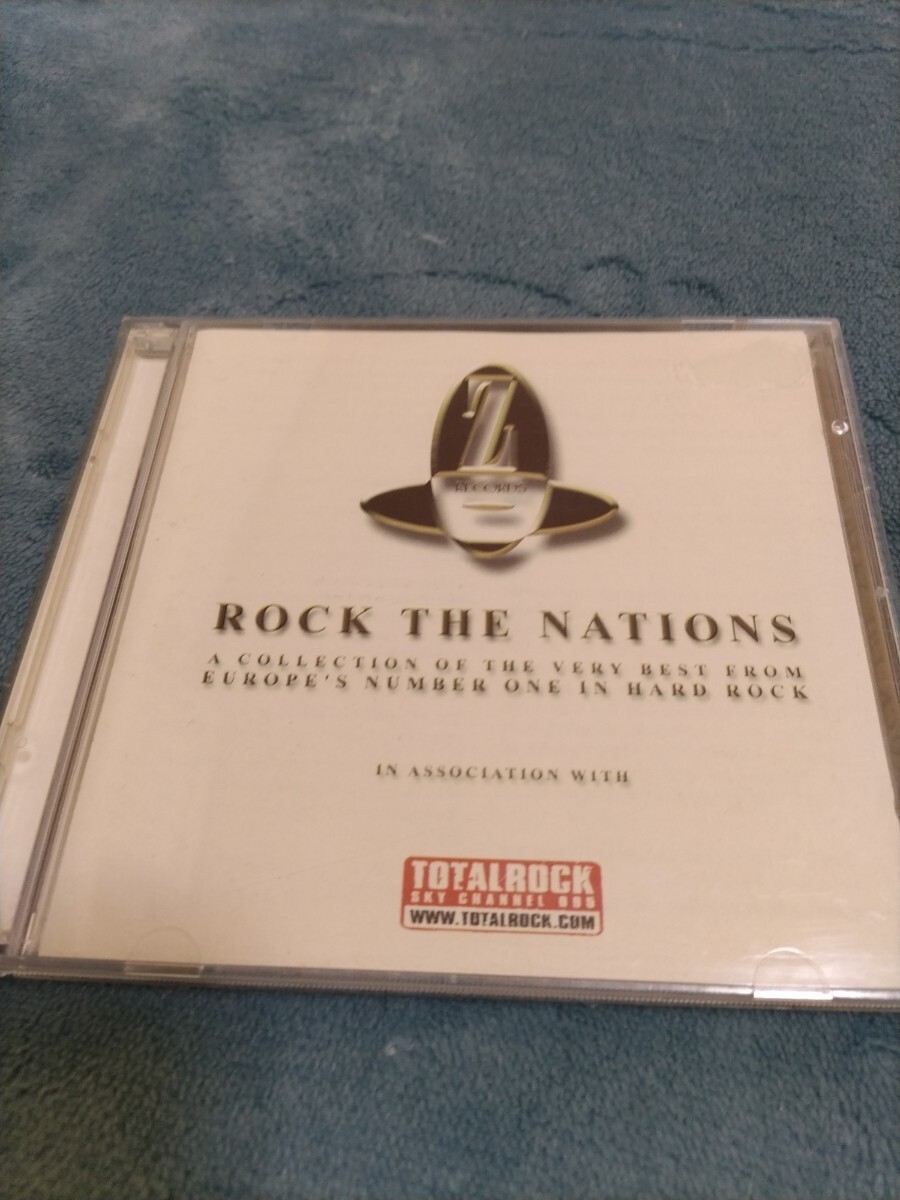 Z
RECORDS
ROCK THE NATIONS
A COLLECTION OF THE VERY BEST FROM
EUROPE'S NUMBER ONE IN HARD ROCK
IN ASSOCIATION WITH
TOTALROCK
SKY CHANNEL 885
WWW.TOTALROCK.COM